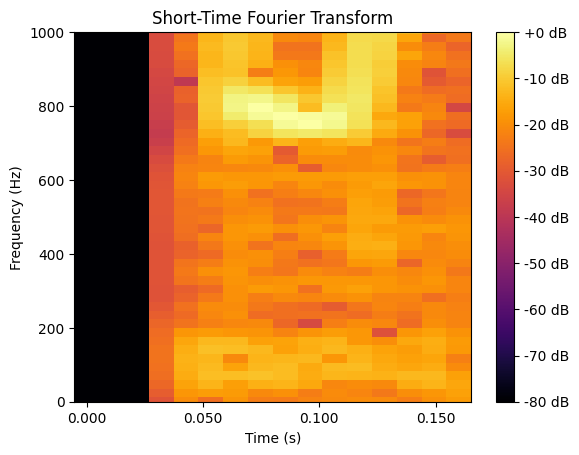 Short-Time Fourier Transform
1000
800
600
400
200
0
Frequency (Hz)
0.000
0.050
0.100
0.150
Time (s)
+0 dB
-10 dB
-20 dB
-30 dB
-40 dB
-50 dB
-60 dB
-70 dB
-80 dB